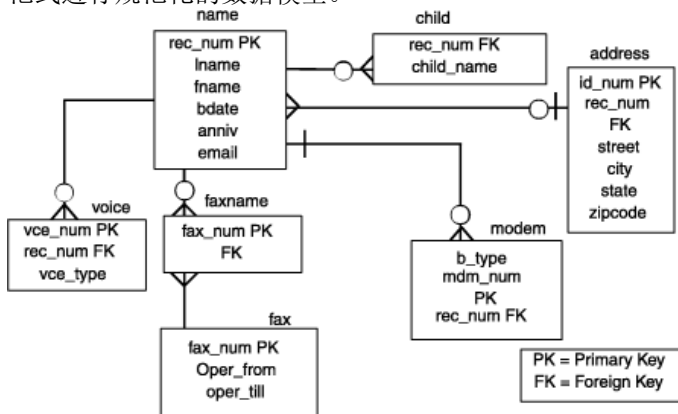 化式进行规范化的数据模型。
name
rec_num PK
lname
fname
bdate
anniv
email
child
rec_num FK
child_name
address
id_num PK
rec_num
FK
street
city
state
zipcode
voice
vce_num PK
rec_num FK
vce_type
faxname
fax_num PK
FK
modem
b_type
mdm_num
PK
rec_num FK
fax
fax_num PK
Oper_from
oper_till
PK = Primary Key
FK = Foreign Key